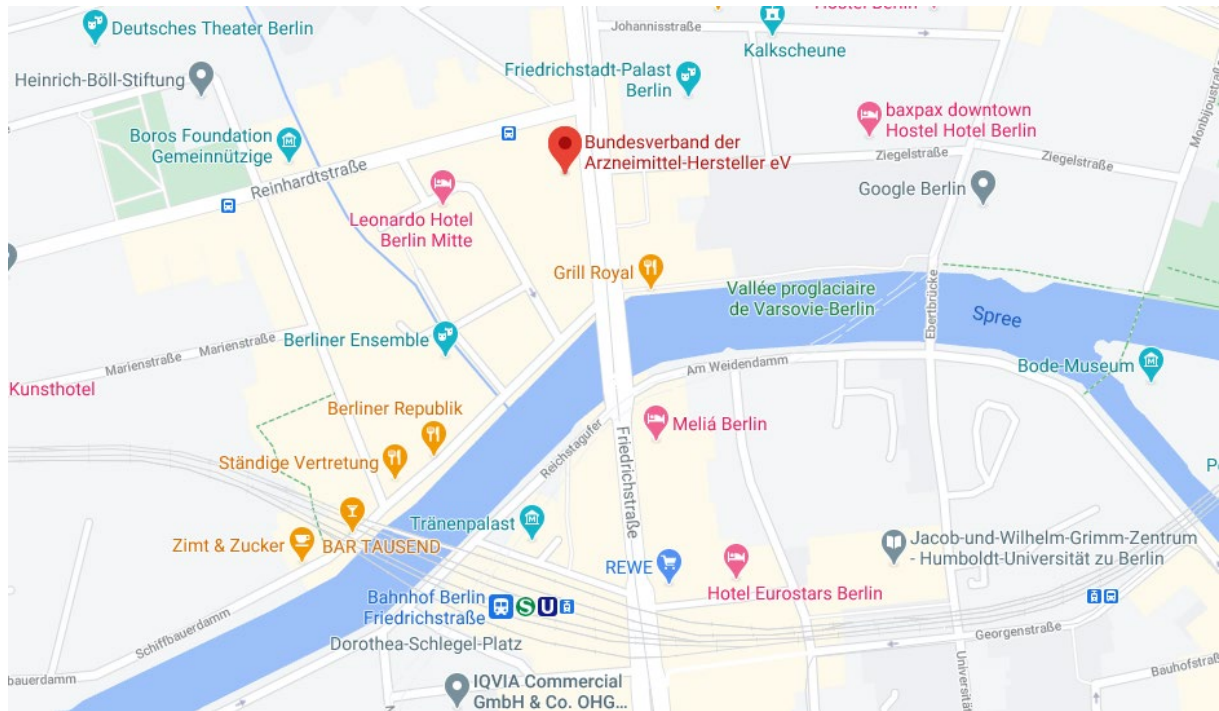 Hostel Berlin
Johannisstraße
Deutsches Theater Berlin
Kalkscheune
Heinrich-Böll-Stiftung
Friedrichstadt-Palast
Berlin
Monbijoustraße
baxpax downtown
Hostel Hotel Berlin
Boros Foundation
Gemeinnützige
Bundesverband der
Arzneimittel-Hersteller eV
Ziegelstraße
Ziegelstraße
Reinhardtstraße
Google Berlin
Leonardo Hotel
Berlin Mitte
Grill Royal
Vallée proglaciaire
de Varsovie-Berlin
Ebertbrücke
Spree
Berliner Ensemble
Marienstraße
Marienstraße
Am Weidendamm
Bode-Museum
Kunsthotel
Berliner Republik
Meliá Berlin
Friedrichstraße
Reichstagufer
Ständige Vertretung
Tränenpalast
Zimt & Zucker
BAR TAUSEND
Jacob-und-Wilhelm-Grimm-Zentrum
- Humboldt-Universität zu Berlin
REWE
Hotel Eurostars Berlin
Bahnhof Berlin
Friedrichstraße
S
U
Schiffbauerdamm
Dorothea-Schlegel-Platz
Georgenstraße
bauerdamm
Universität
Bauhofstraße
IQVIA Commercial
GmbH & Co. OHG...